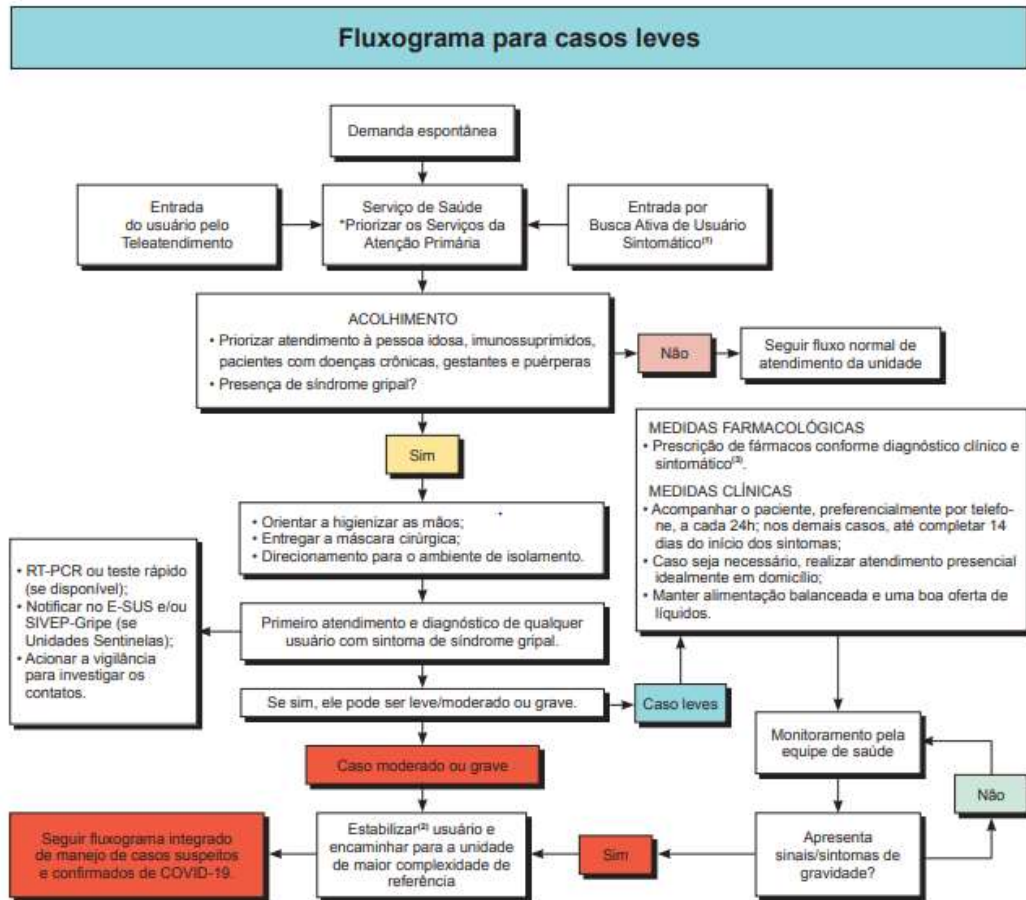 Fluxograma para casos leves
Demanda espontânea
Entrada
do usuário pelo
Teleatendimento
Serviço de Saúde
*Priorizar os Serviços da
Atenção Primária
Entrada por
Busca Ativa de Usuário
Sintomático(1)
ACOLHIMENTO
• Priorizar atendimento à pessoa idosa, imunossuprimidos,
pacientes com doenças crônicas, gestantes e puérperas
• Presença de síndrome gripal?
Não
Seguir fluxo normal de
atendimento da unidade
Sim
MEDIDAS FARMACOLÓGICAS
• Prescrição de fármacos conforme diagnóstico clínico e
sintomático(3).
MEDIDAS CLÍNICAS
• Acompanhar o paciente, preferencialmente por telefo-
ne, a cada 24h; nos demais casos, até completar 14
dias do início dos sintomas;
• Caso seja necessário, realizar atendimento presencial
idealmente em domicílio;
• Manter alimentação balanceada e uma boa oferta de
líquidos.
• Orientar a higienizar as mãos;
• Entregar a máscara cirúrgica;
• Direcionamento para o ambiente de isolamento.
• RT-PCR ou teste rápido
(se disponível);
• Notificar no E-SUS e/ou
SIVEP-Gripe (se
Unidades Sentinelas);
• Acionar a vigilância
para investigar os
contatos.
Primeiro atendimento e diagnóstico de qualquer
usuário com sintoma de síndrome gripal.
Se sim, ele pode ser leve/moderado ou grave.
Caso leves
Caso moderado ou grave
Monitoramento pela
equipe de saúde
Não
Seguir fluxograma integrado
de manejo de casos suspeitos
e confirmados de COVID-19.
Estabilizar(2) usuário e
encaminhar para a unidade
de maior complexidade de
referência
Sim
Apresenta
sinais/sintomas de
gravidade?